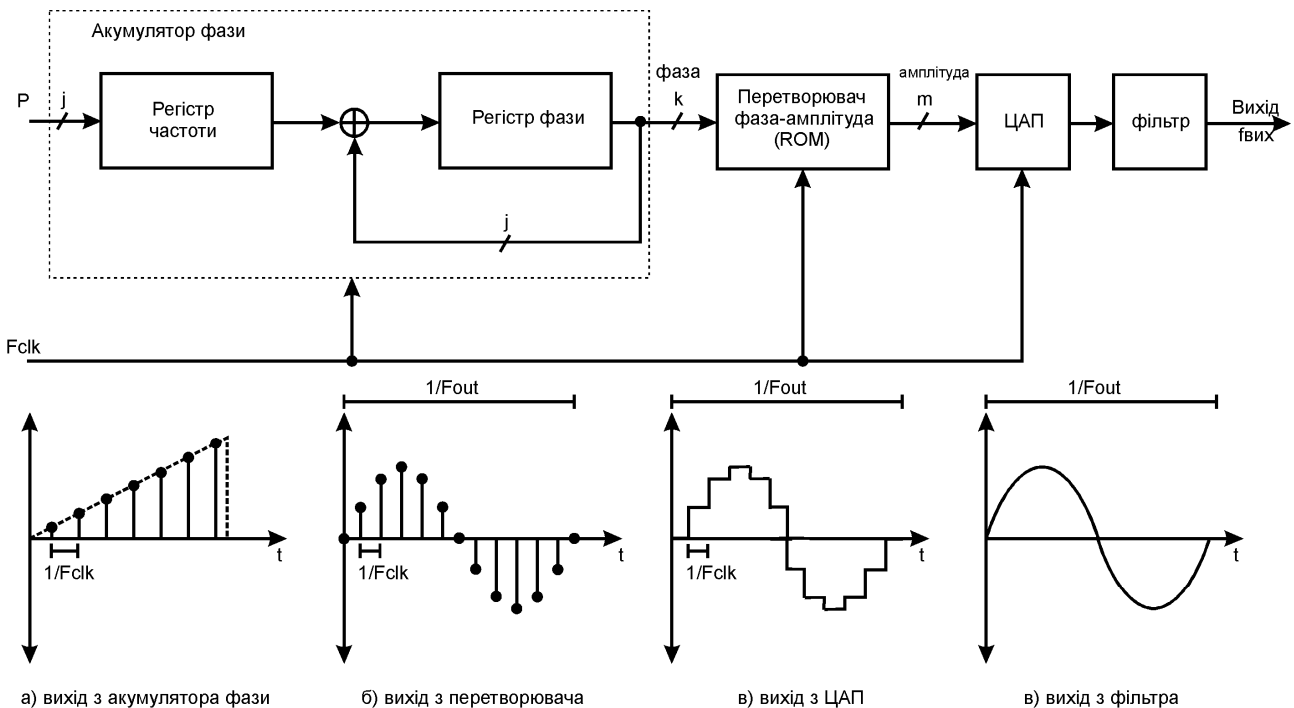 Акумулятор фази
P
j
Регістр
частоти
Регістр фази
j
фаза
k
Перетворювач
фаза-амплітуда
(ROM)
амплітуда
m
ЦАП
фільтр
Вихід
fвих
Fclk
1/Fclk
t
1/Fout
1/Fclk
t
1/Fout
1/Fclk
t
1/Fout
t
а) вихід з акумулятора фази
б) вихід з перетворювача
в) вихід з ЦАП
в) вихід з фільтра